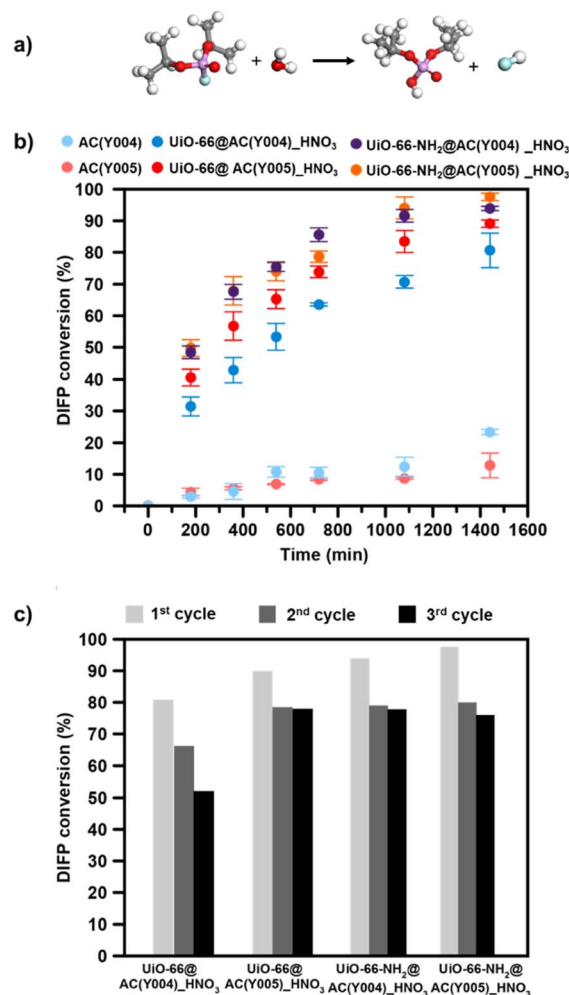 a)
+
+
b)
AC(Y004) UiO-66@AC(Y004)_HNO₃ UiO-66-NH₂@AC(Y004)_HNO₃
AC(Y005) UiO-66@ AC(Y005)_HNO₃ UiO-66-NH₂@AC(Y005) _HNO₃
DIFP conversion (%)
100
90
80
70
60
50
40
30
20
10
0
0 200 400 600 800 1000 1200 1400 1600
Time (min)
c)
1st cycle 2nd cycle 3rd cycle
DIFP conversion (%)
100
90
80
70
60
50
40
30
20
10
0
UiO-66@ UiO-66@ UiO-66-NH₂@ UiO-66-NH₂@
AC(Y004)_HNO₃ AC(Y005)_HNO₃ AC(Y004)_HNO₃ AC(Y005)_HNO₃